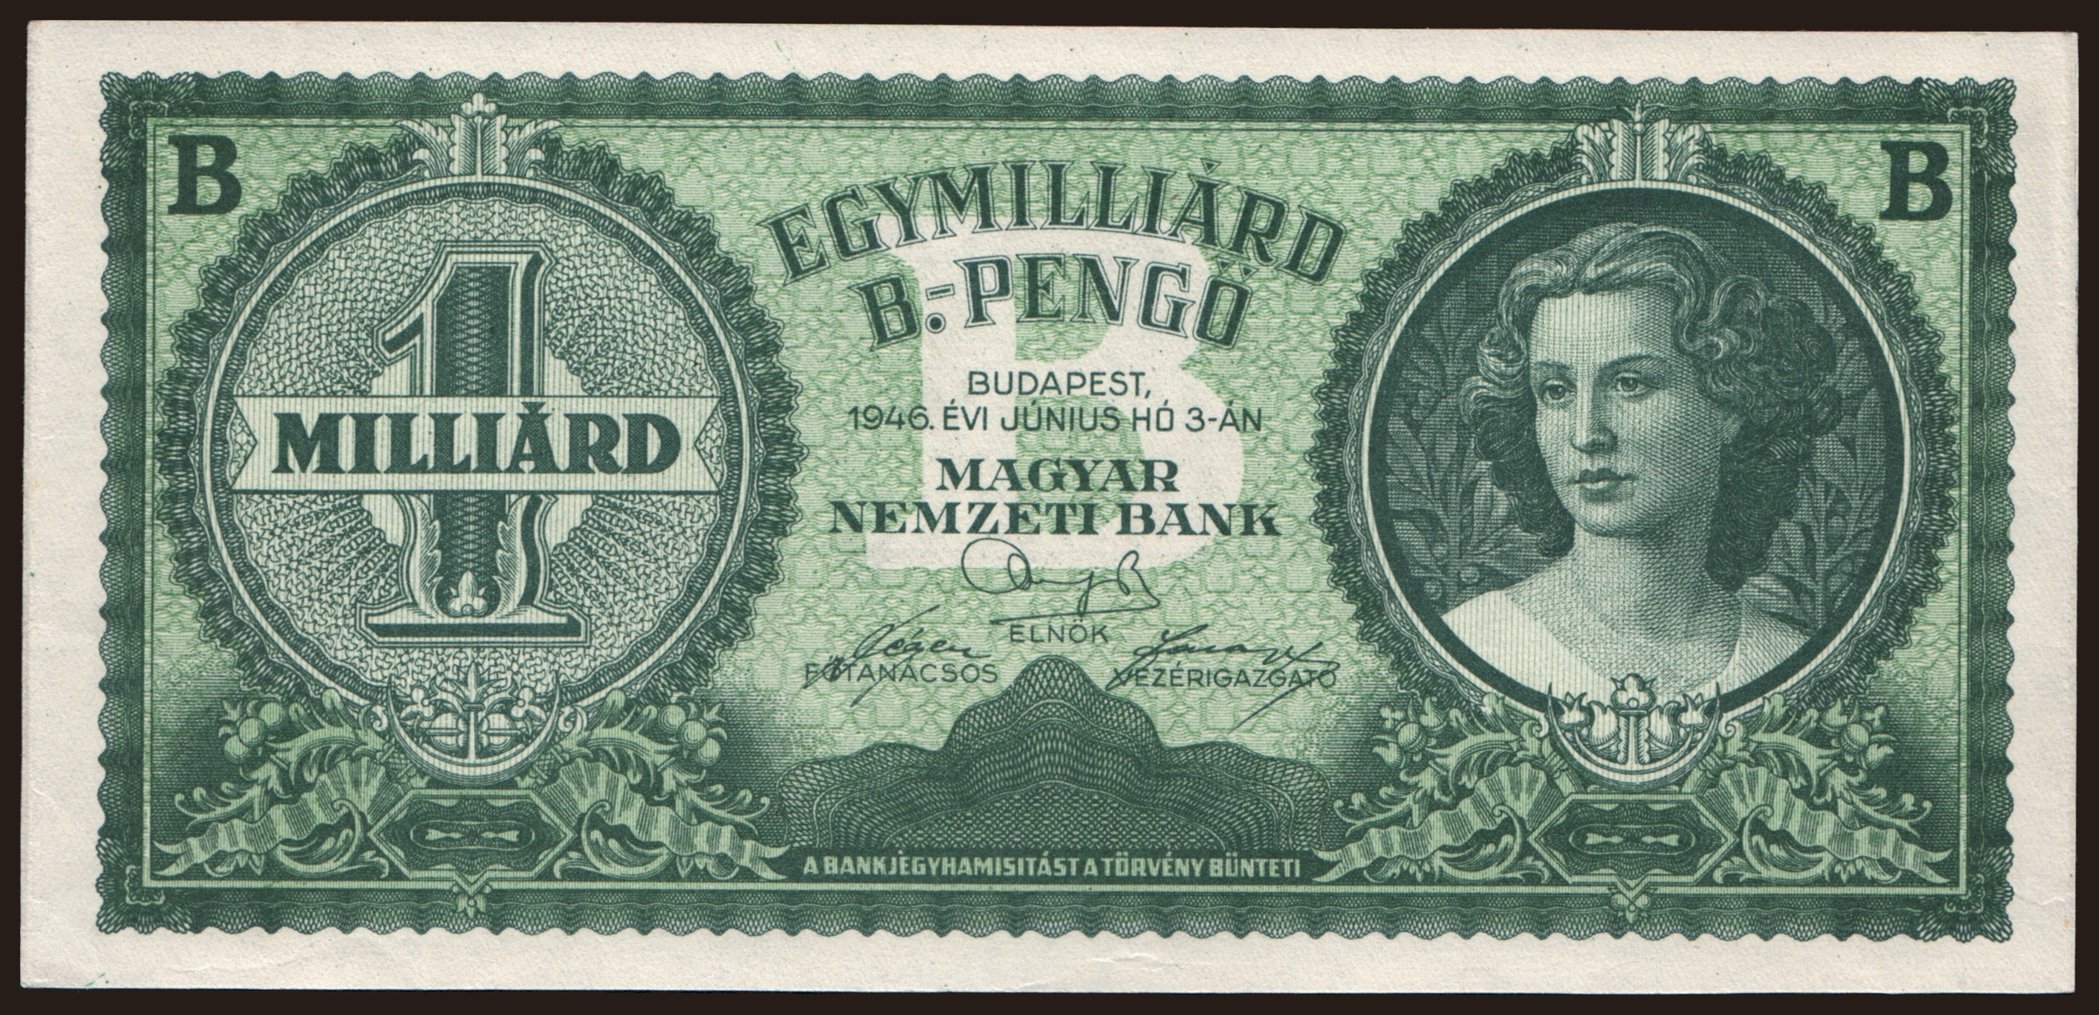 B
B
EGYMILLIÁRD
B.-PENGŐ
B
1
MILLIÁRD
BUDAPEST,
1946. ÉVI JÚNIUS HÓ 3-ÁN
MAGYAR
NEMZETI BANK
ELNÖK
FŐTANÁCSOS
VEZÉRIGAZGATÓ
A BANKJEGYHAMISITÁST A TÖRVÉNY BÜNTETI